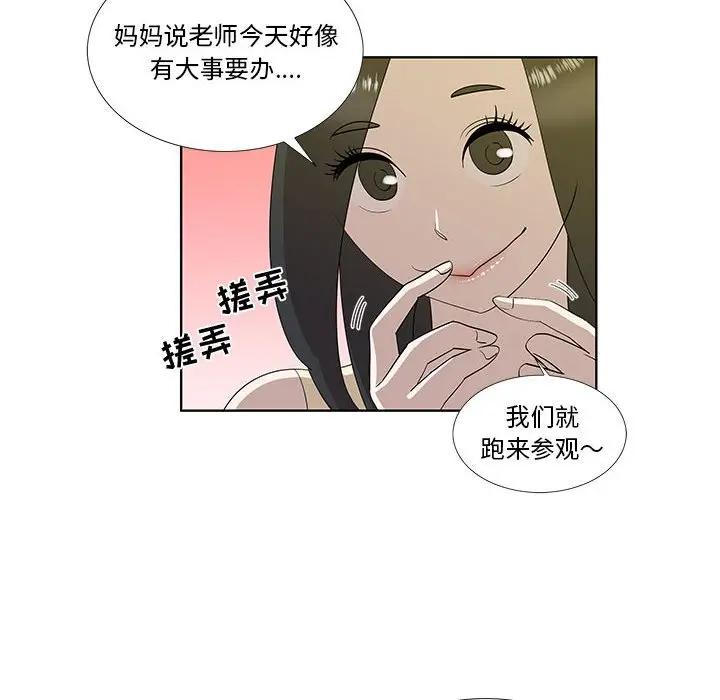 妈妈说老师今天好像
有大事要办....
搓弄
搓弄
我们就
跑来参观～